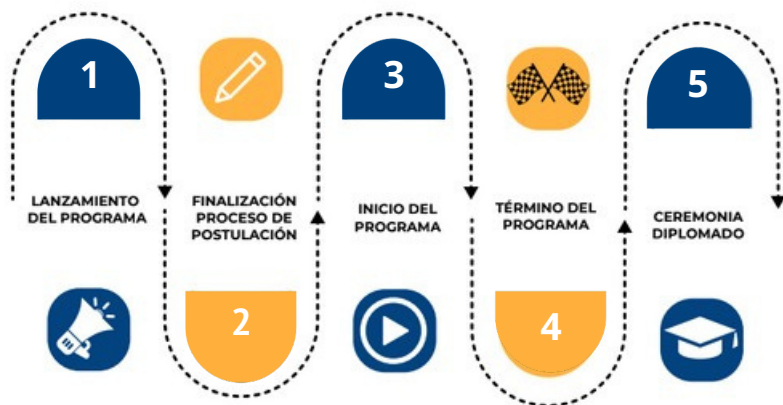 1
LANZAMIENTO
DEL PROGRAMA
2
FINALIZACIÓN
PROCESO DE
POSTULACIÓN
3
INICIO DEL
PROGRAMA
4
TÉRMINO DEL
PROGRAMA
5
CEREMONIA
DIPLOMADO